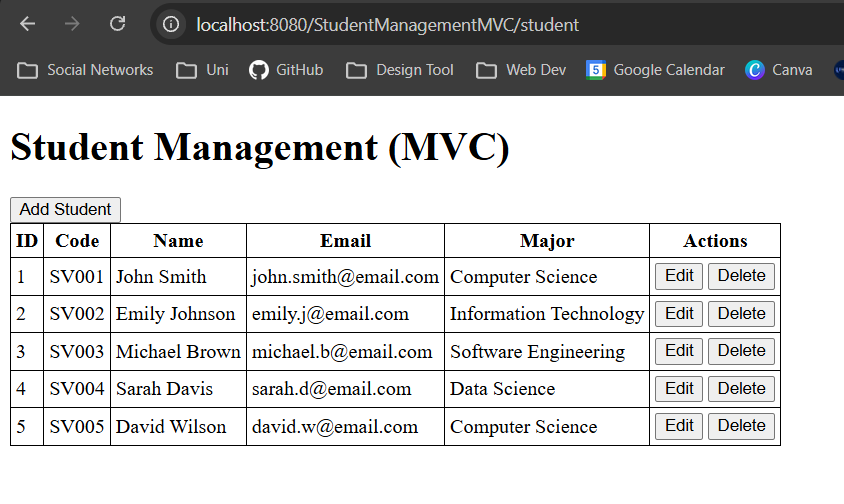 localhost:8080/StudentManagementMVC/student
Social Networks Uni GitHub Design Tool Web Dev 5 Google Calendar C Canva
Student Management (MVC)
Add Student
ID Code Name Email Major Actions
1 SV001 John Smith john.smith@email.com Computer Science Edit Delete
2 SV002 Emily Johnson emily.j@email.com Information Technology Edit Delete
3 SV003 Michael Brown michael.b@email.com Software Engineering Edit Delete
4 SV004 Sarah Davis sarah.d@email.com Data Science Edit Delete
5 SV005 David Wilson david.w@email.com Computer Science Edit Delete